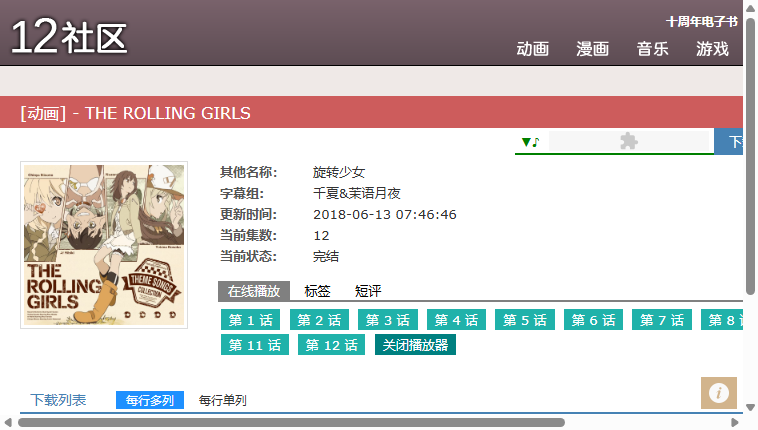 12社区
十周年电子书
动画 漫画 音乐 游戏
[动画] - THE ROLLING GIRLS
▼♪
下
其他名称: 旋转少女
字幕组: 千夏&茉语月夜
更新时间: 2018-06-13 07:46:46
当前集数: 12
当前状态: 完结
THE
ROLLING
GIRLS
THEME SONGS
COLLECTION
在线播放 标签 短评
第 1 话 第 2 话 第 3 话 第 4 话 第 5 话 第 6 话 第 7 话 第 8
第 11 话 第 12 话 关闭播放器
下载列表 每行多列 每行单列